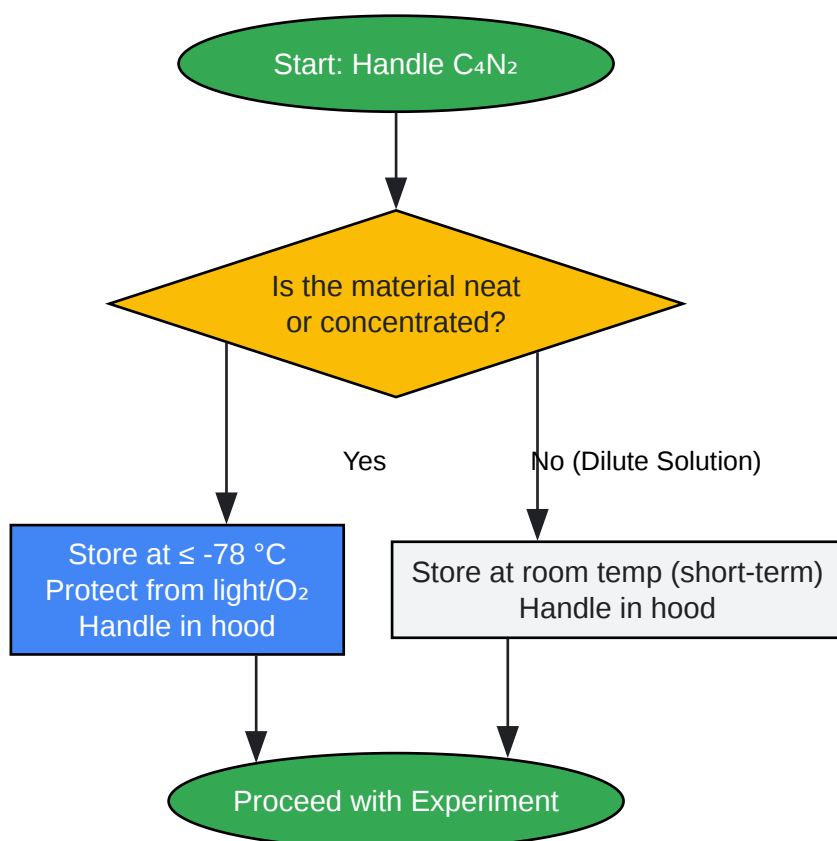 Start: Handle C₄N₂
Is the material neat
or concentrated?
Yes
No (Dilute Solution)
Store at ≤ -78 °C
Protect from light/O₂
Handle in hood
Store at room temp (short-term)
Handle in hood
Proceed with Experiment